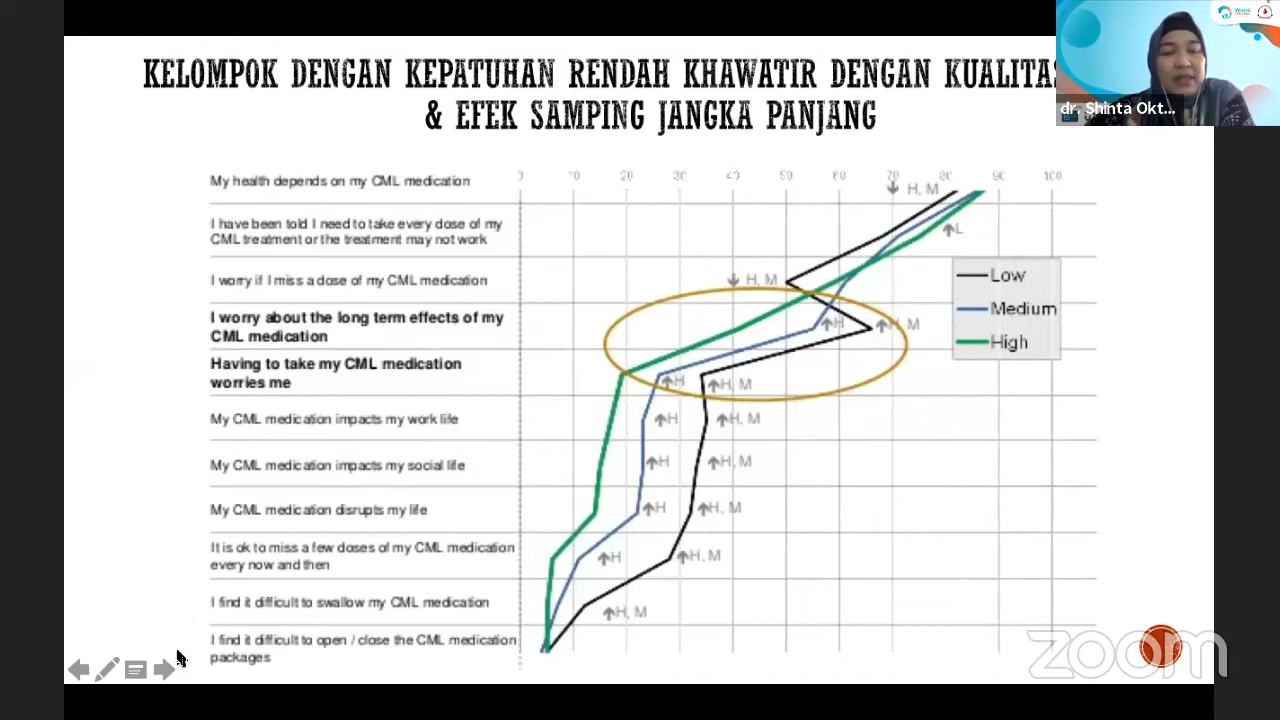 KELOMPOK DENGAN KEPATUHAN RENDAH KHAWATIR DENGAN KUALITAS
& EFEK SAMPING JANGKA PANJANG
dr. Shinta Okt...
0 10 20 30 40 50 60 70 80 90 100
My health depends on my CML medication
H, M
I have been told I need to take every dose of my
CML treatment or the treatment may not work
L
I worry if I miss a dose of my CML medication
H, M
I worry about the long term effects of my
CML medication
H
H, M
Having to take my CML medication
worries me
H
H, M
My CML medication impacts my work life
H
H, M
My CML medication impacts my social life
H
H, M
My CML medication disrupts my life
H
H, M
It is ok to miss a few doses of my CML medication
every now and then
H
H, M
I find it difficult to swallow my CML medication
H, M
I find it difficult to open / close the CML medication
packages
Low
Medium
High
zoom